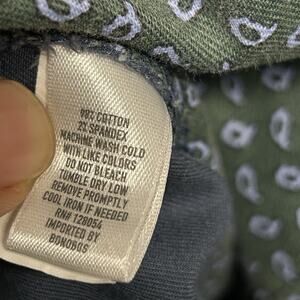 98% COTTON
2% SPANDEX
MACHINE WASH COLD
WITH LIKE COLORS
DO NOT BLEACH
TUMBLE DRY LOW
REMOVE PROMPTLY
COOL IRON IF NEEDED
RN# 128054
IMPORTED BY
BONOBOS